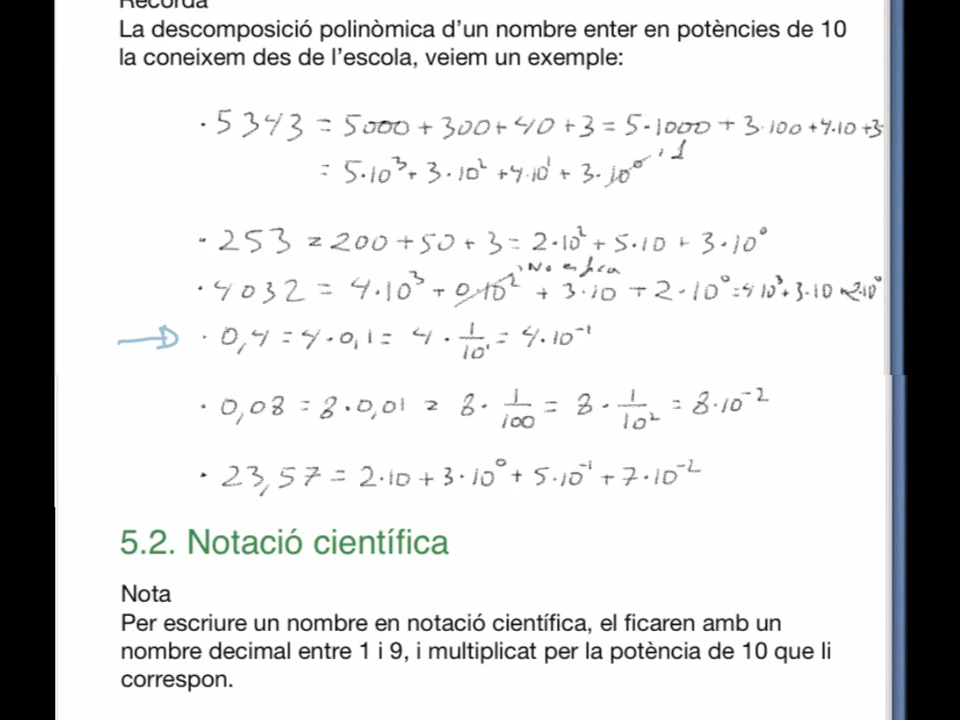 Recorda
La descomposició polinòmica d'un nombre enter en potències de 10
la coneixem des de l'escola, veiem un exemple:
· 5343 = 5000 + 300 + 40 + 3 = 5·1000 + 3·100 + 4·10 + 3
= 5·10³ + 3·10² + 4·10¹ + 3·10⁰ 1
· 253 = 200 + 50 + 3 = 2·10² + 5·10 + 3·10⁰
· 4032 = 4·10³ + 0·10² + 3·10 + 2·10⁰ = 4·10³ + 3·10 + 2·10⁰
· 0,4 = 4·0,1 = 4·1/10¹ = 4·10⁻¹
· 0,08 = 8·0,01 = 8·1/100 = 8·1/10² = 8·10⁻²
· 23,57 = 2·10 + 3·10⁰ + 5·10⁻¹ + 7·10⁻²
5.2. Notació científica
Nota
Per escriure un nombre en notació científica, el ficaren amb un
nombre decimal entre 1 i 9, i multiplicat per la potència de 10 que li
correspon.